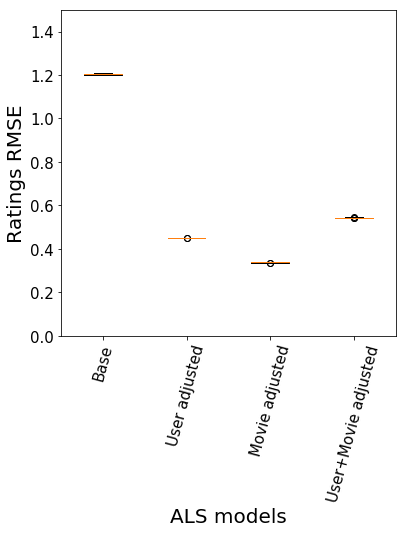 Ratings RMSE
1.4
1.2
1.0
0.8
0.6
0.4
0.2
0.0
Base
User adjusted
Movie adjusted
User+Movie adjusted
ALS models